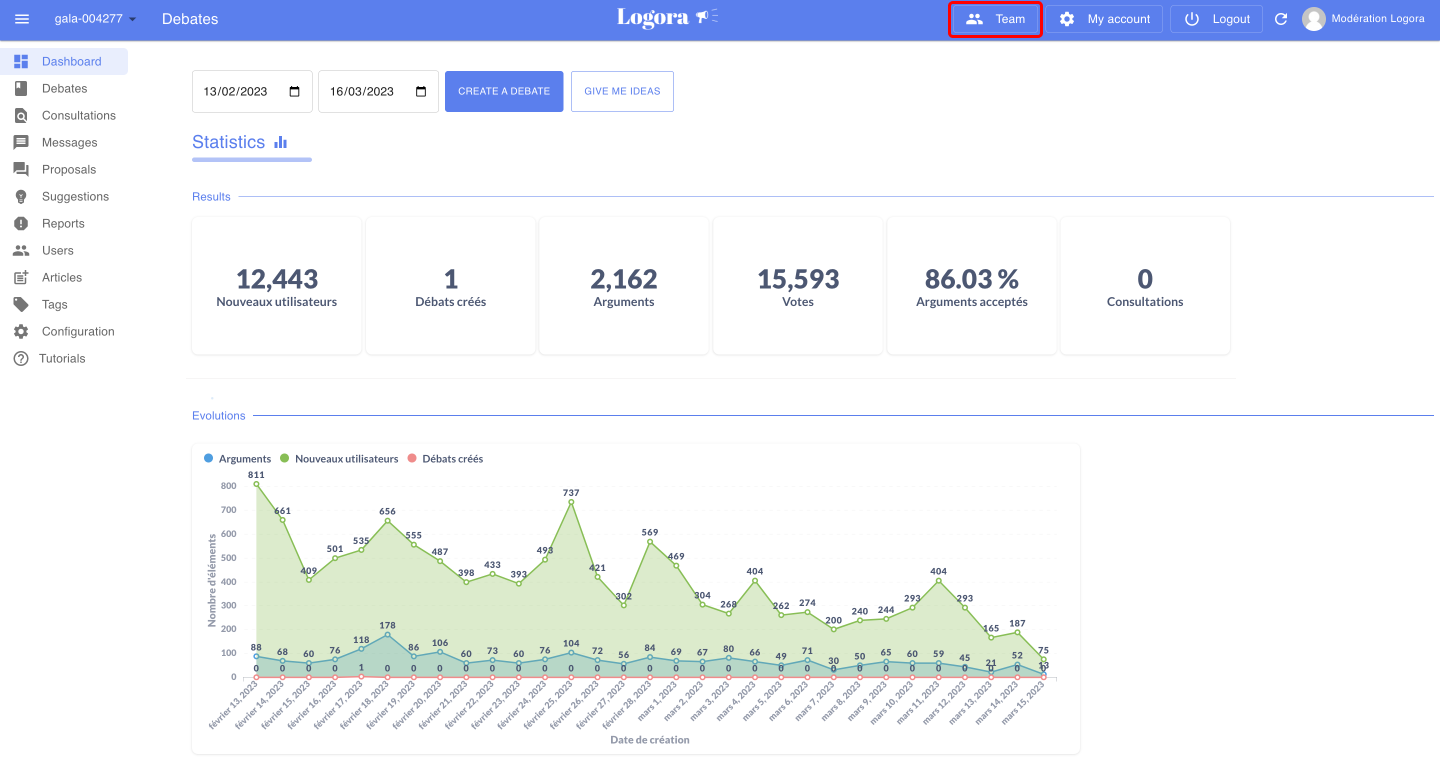 gala-004277 Debates Logora Team My account Logout Modération Logora
Dashboard
Debates
Consultations
Messages
Proposals
Suggestions
Reports
Users
Articles
Tags
Configuration
Tutorials
13/02/2023 16/03/2023 CREATE A DEBATE GIVE ME IDEAS
Statistics
Results
12,443 1 2,162 15,593 86.03 % 0
Nouveaux utilisateurs Débats créés Arguments Votes Arguments acceptés Consultations
Evolutions
Arguments Nouveaux utilisateurs Débats créés
Nombre d'éléments
800
700
600
500
400
300
200
100
0
811 661 409 501 535 656 555 487 398 433 393 493 737 421 302 569 469 304 268 404 262 274 200 240 244 293 404 293 165 187 75
88 68 60 76 118 178 86 106 60 73 60 76 104 72 56 84 69 67 80 66 49 71 30 50 65 60 59 45 21 52 13
0 0 0 0 1 0 0 0 0 0 0 0 0 0 0 0 0 0 0 0 0 0 0 0 0 0 0 0 0 0 0
février 13, 2023 février 14, 2023 février 15, 2023 février 16, 2023 février 17, 2023 février 18, 2023 février 19, 2023 février 20, 2023 février 21, 2023 février 22, 2023 février 23, 2023 février 24, 2023 février 25, 2023 février 26, 2023 février 27, 2023 février 28, 2023 mars 1, 2023 mars 2, 2023 mars 3, 2023 mars 4, 2023 mars 5, 2023 mars 6, 2023 mars 7, 2023 mars 8, 2023 mars 9, 2023 mars 10, 2023 mars 11, 2023 mars 12, 2023 mars 13, 2023 mars 14, 2023 mars 15, 2023
Date de création